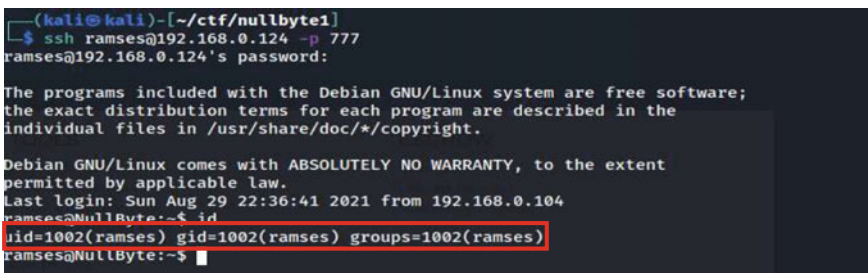 (kali㉿kali)-[~/ctf/nullbyte1]
$ ssh ramses@192.168.0.124 -p 777
ramses@192.168.0.124's password:
The programs included with the Debian GNU/Linux system are free software;
the exact distribution terms for each program are described in the
individual files in /usr/share/doc/*/copyright.
Debian GNU/Linux comes with ABSOLUTELY NO WARRANTY, to the extent
permitted by applicable law.
Last login: Sun Aug 29 22:36:41 2021 from 192.168.0.104
ramses@NullByte:~$ id
uid=1002(ramses) gid=1002(ramses) groups=1002(ramses)
ramses@NullByte:~$